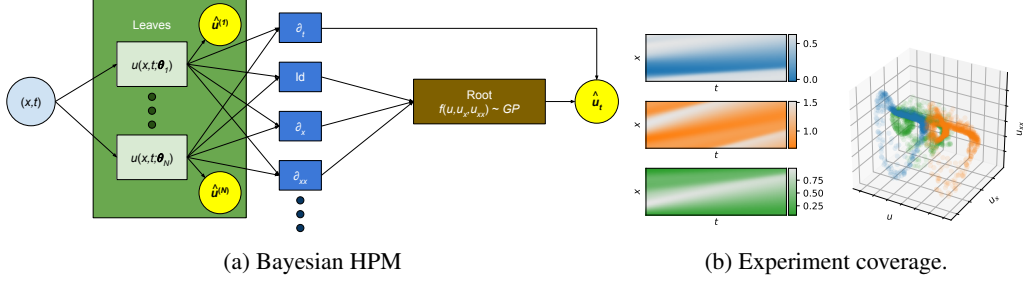 Leaves
û⁽¹⁾
u(x,t;θ₁)
(x,t)
u(x,t;θ_N)
û⁽ᴺ⁾
∂_t
Id
∂_x
∂_xx
Root
f(u,u_x,u_xx) ~ GP
û_t
x
t
0.5
0.0
x
t
1.5
1.0
x
t
0.75
0.50
0.25
u
u_x
u_xx
(a) Bayesian HPM
(b) Experiment coverage.